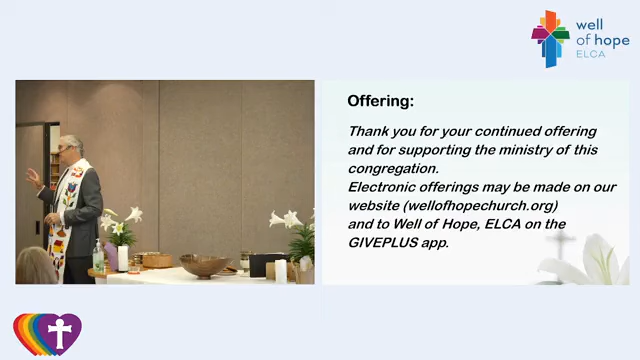 well
of hope
ELCA
Offering:
Thank you for your continued offering
and for supporting the ministry of this
congregation.
Electronic offerings may be made on our
website (wellofhopechurch.org)
and to Well of Hope, ELCA on the
GIVEPLUS app.